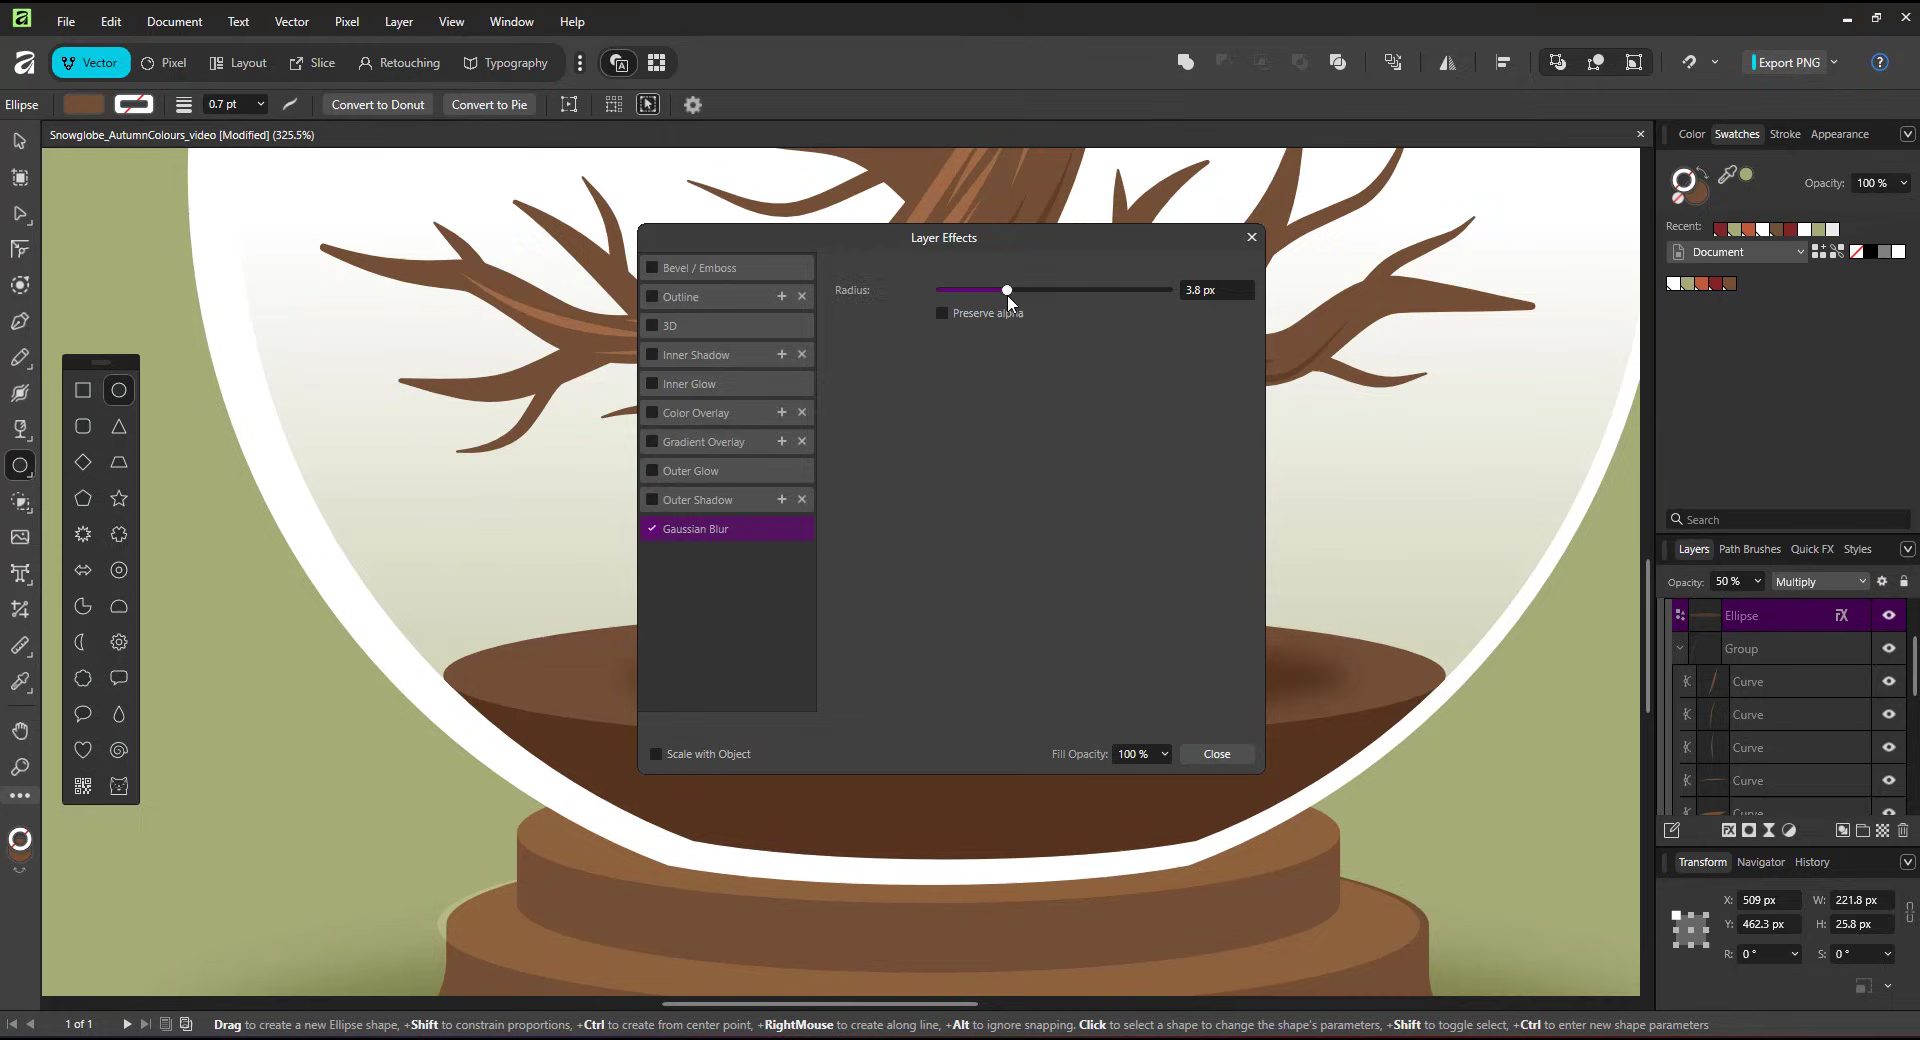 File Edit Document Text Vector Pixel Layer View Window Help
Vector Pixel Layout Slice Retouching Typography Export PNG
Ellipse 0.7 pt Convert to Donut Convert to Pie
Snowglobe_AutumnColours_video [Modified] (325.5%)
Color Swatches Stroke Appearance
Opacity: 100 %
Recent:
Document
Search
Layer Effects
Bevel / Emboss
Outline
3D
Inner Shadow
Inner Glow
Color Overlay
Gradient Overlay
Outer Glow
Outer Shadow
Gaussian Blur
Radius: 3.8 px
Preserve alpha
Scale with Object
Fill Opacity: 100 % Close
Layers Path Brushes Quick FX Styles
Opacity: 50 % Multiply
Ellipse FX
Group
Curve
Curve
Curve
Curve
Curve
Transform Navigator History
X: 509 px W: 221.8 px
Y: 462.3 px H: 25.8 px
R: 0 ° S: 0 °
1 of 1
Drag to create a new Ellipse shape, +Shift to constrain proportions, +Ctrl to create from center point, +RightMouse to create along line, +Alt to ignore snapping. Click to select a shape to change the shape's parameters, +Shift to toggle select, +Ctrl to enter new shape parameters